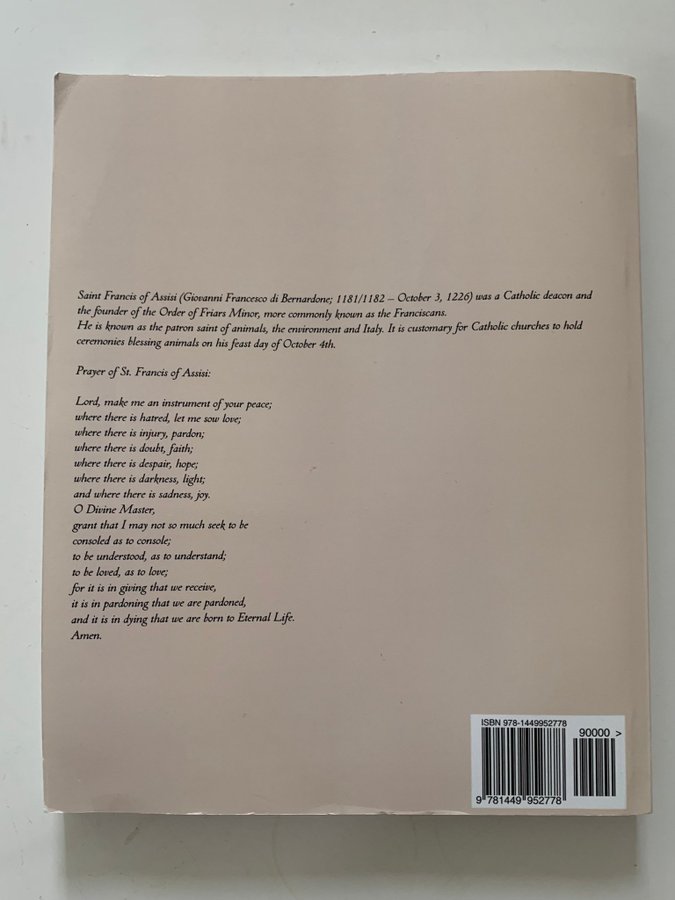 Saint Francis of Assisi (Giovanni Francesco di Bernardone; 1181/1182 – October 3, 1226) was a Catholic deacon and
the founder of the Order of Friars Minor, more commonly known as the Franciscans.
He is known as the patron saint of animals, the environment and Italy. It is customary for Catholic churches to hold
ceremonies blessing animals on his feast day of October 4th.
Prayer of St. Francis of Assisi:
Lord, make me an instrument of your peace;
where there is hatred, let me sow love;
where there is injury, pardon;
where there is doubt, faith;
where there is despair, hope;
where there is darkness, light;
and where there is sadness, joy.
O Divine Master,
grant that I may not so much seek to be
consoled as to console;
to be understood, as to understand;
to be loved, as to love;
for it is in giving that we receive,
it is in pardoning that we are pardoned,
and it is in dying that we are born to Eternal Life.
Amen.
ISBN 978-1449952778
90000 >
9 781449 952778